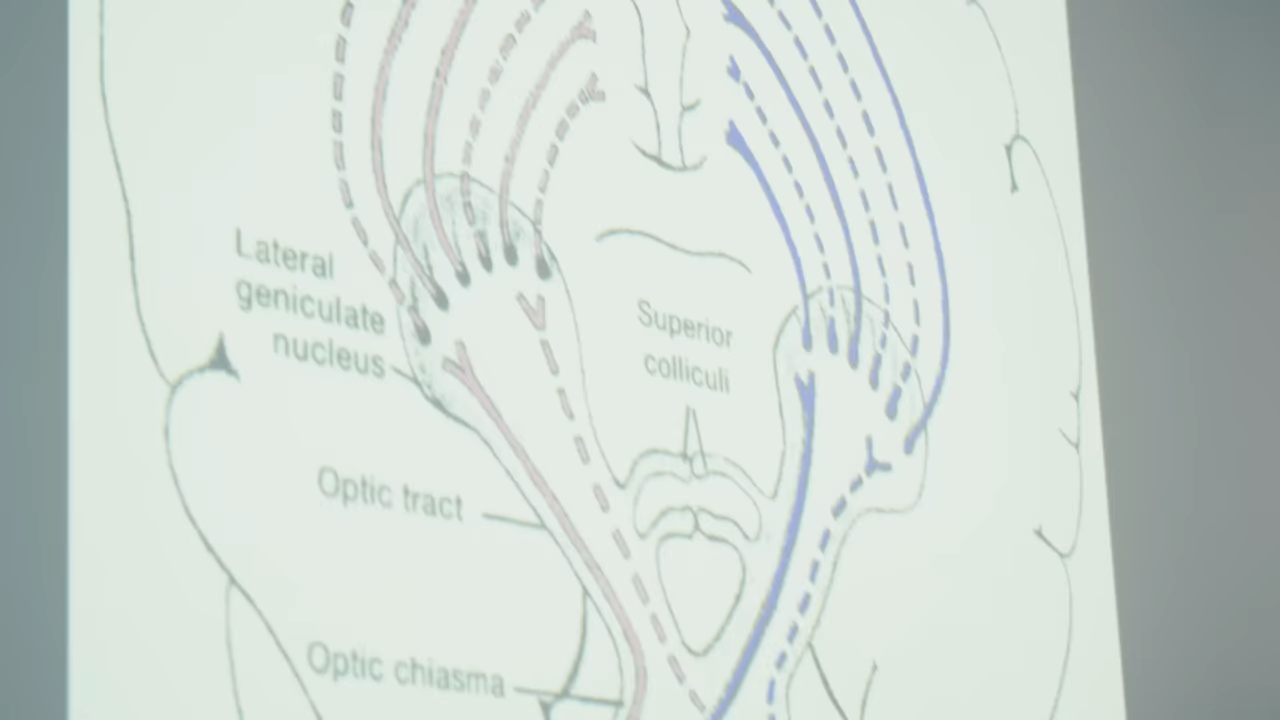 Lateral
geniculate
nucleus
Superior
colliculi
Optic tract
Optic chiasma